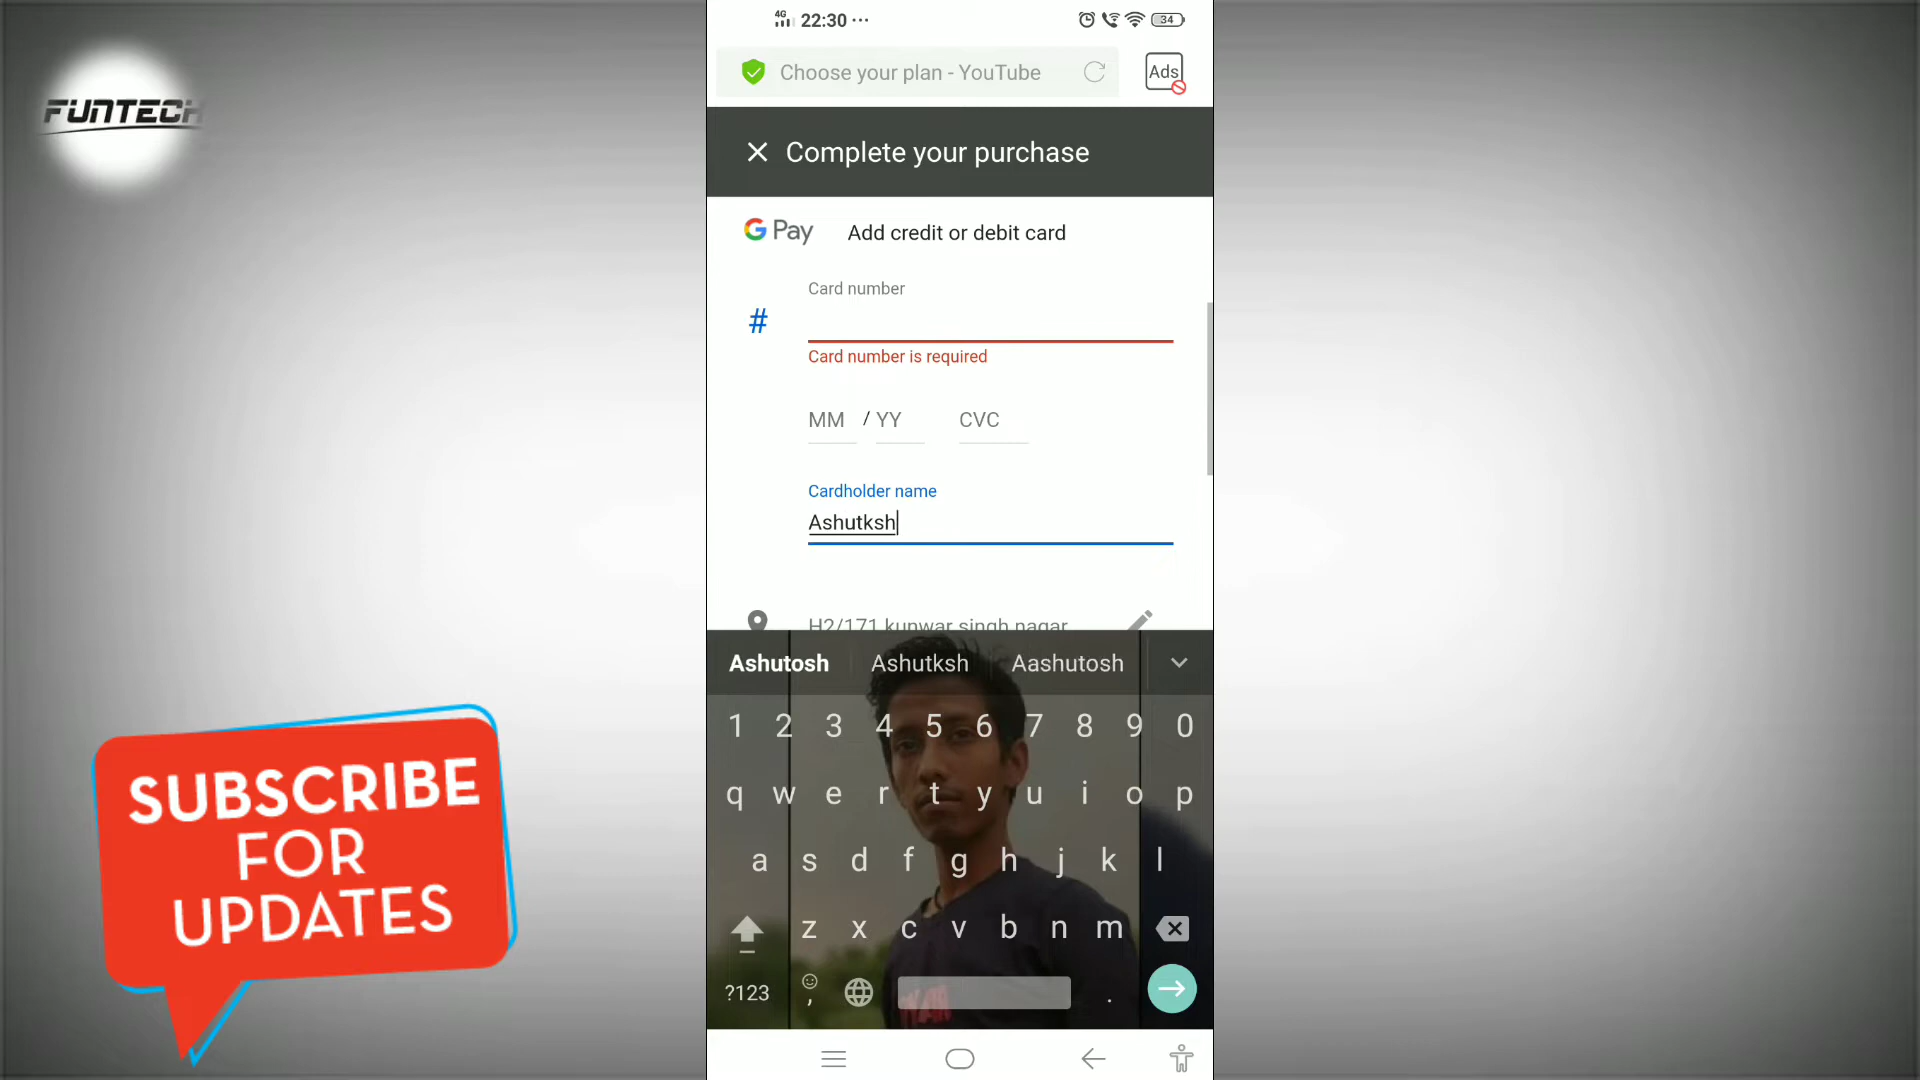 4G 22:30 ...
34
FUNTECH
Choose your plan - YouTube
Ads
Complete your purchase
G Pay Add credit or debit card
Card number
#
Card number is required
MM / YY CVC
Cardholder name
Ashutksh
H2/171 kunwar singh nagar
Ashutosh Ashutksh Aashutosh
1 2 3 4 5 6 7 8 9 0
q w e r t y u i o p
a s d f g h j k l
z x c v b n m
?123 , .
SUBSCRIBE
FOR
UPDATES